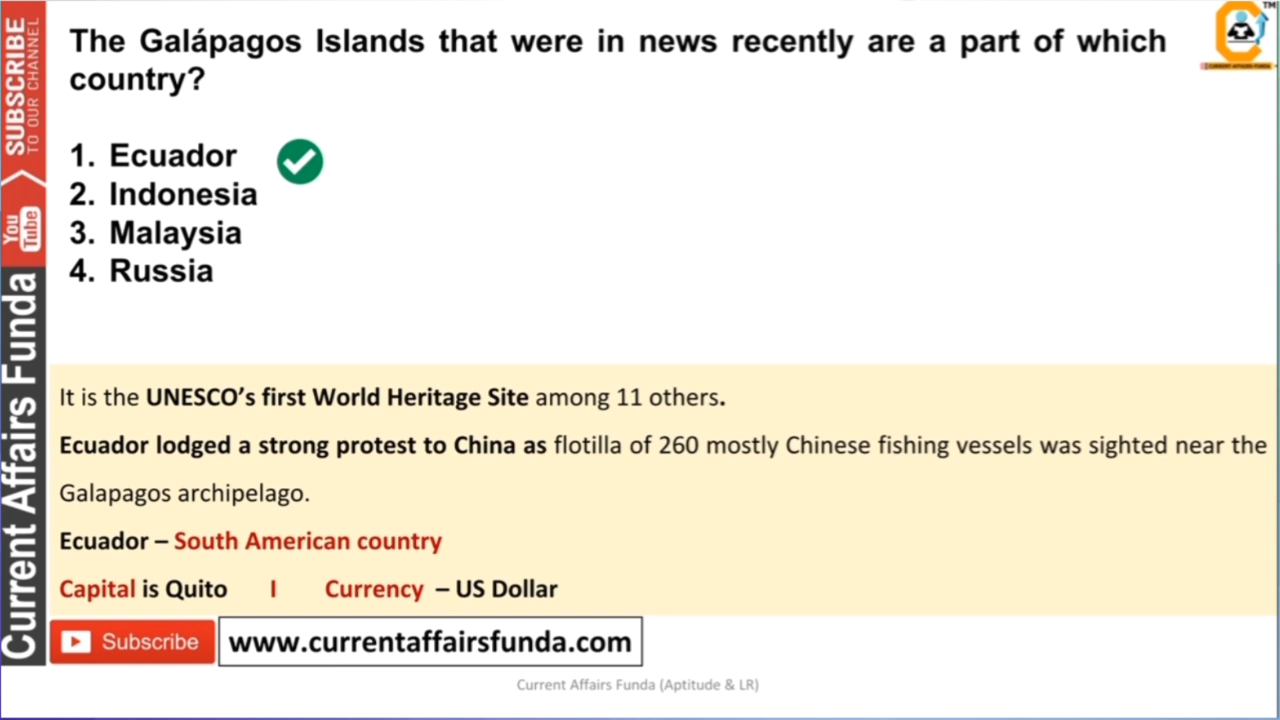 The Galápagos Islands that were in news recently are a part of which
country?
1. Ecuador
2. Indonesia
3. Malaysia
4. Russia
It is the UNESCO’s first World Heritage Site among 11 others.
Ecuador lodged a strong protest to China as flotilla of 260 mostly Chinese fishing vessels was sighted near the
Galapagos archipelago.
Ecuador – South American country
Capital is Quito I Currency – US Dollar
Subscribe www.currentaffairsfunda.com
Current Affairs Funda (Aptitude & LR)
SUBSCRIBE
TO OUR CHANNEL
You
Tube
Current Affairs Funda
TM
CURRENT AFFAIRS FUNDA